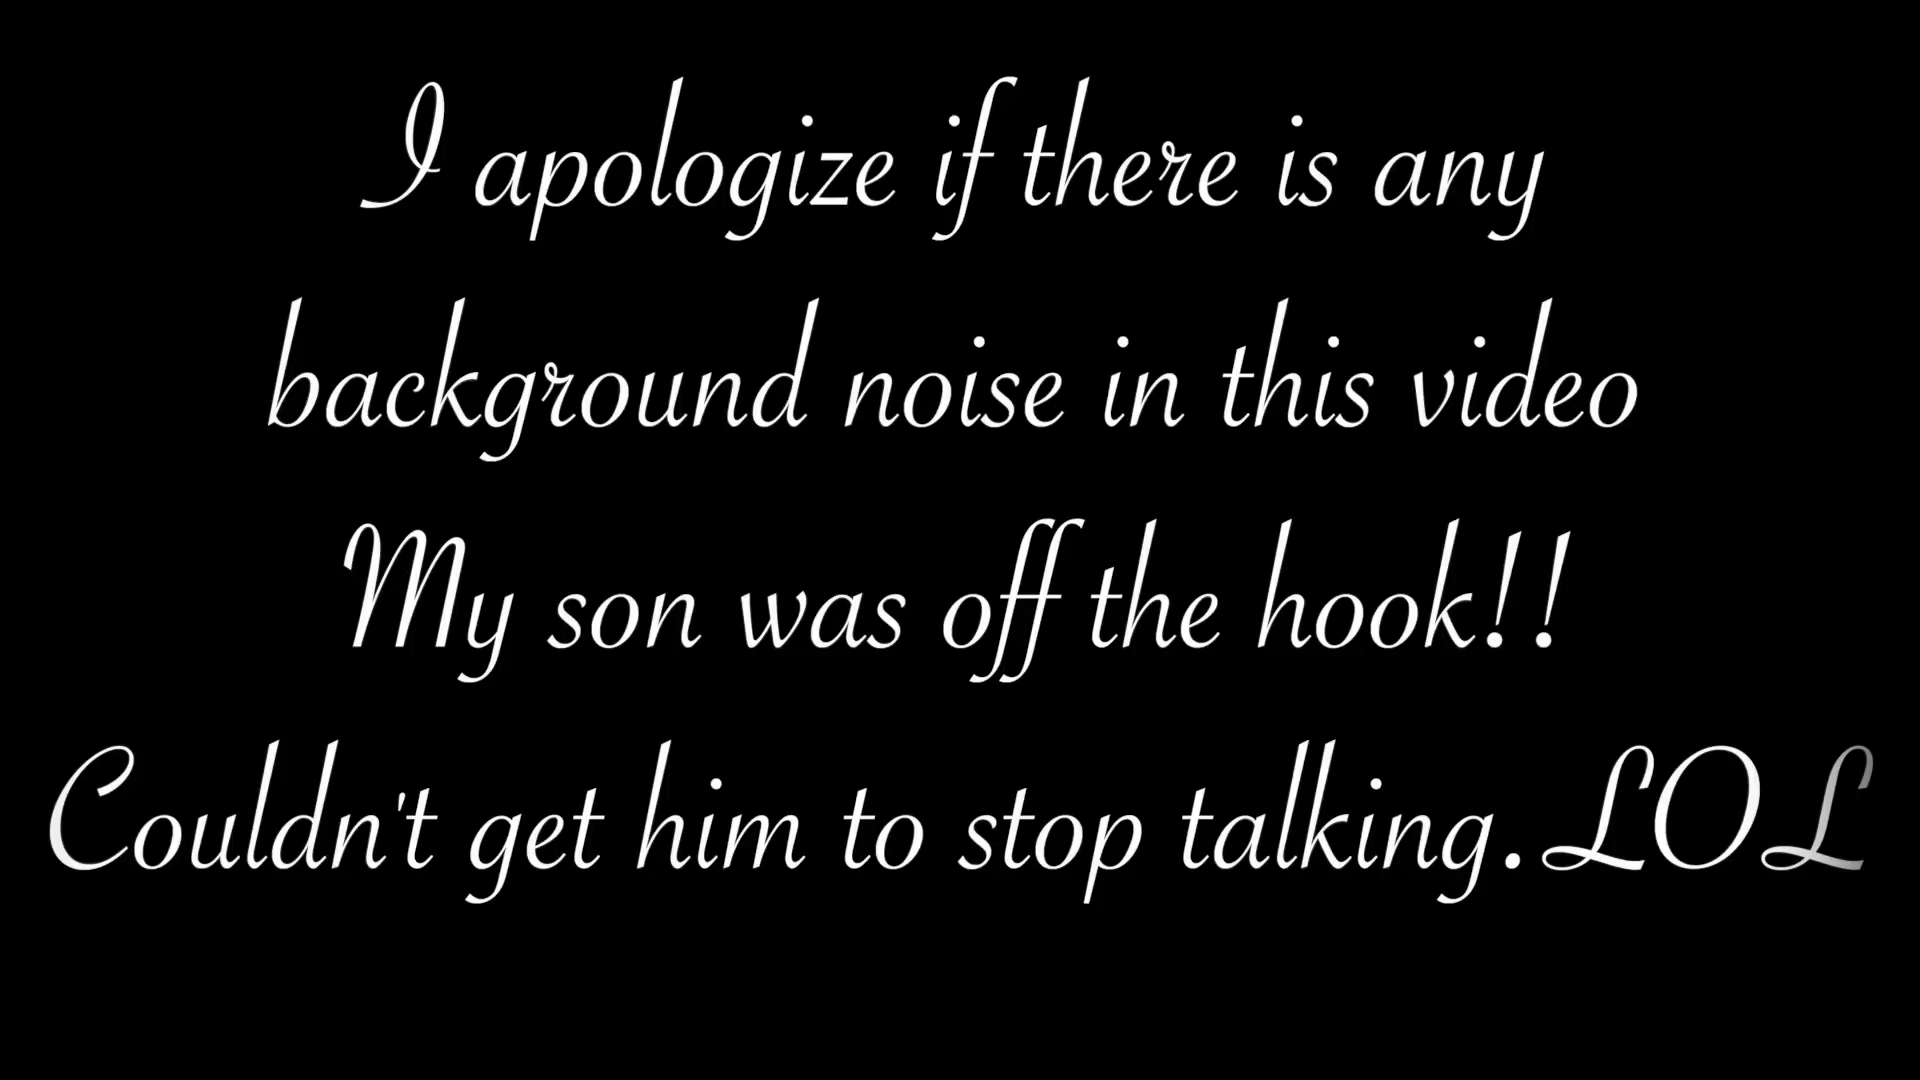 I apologize if there is any
background noise in this video
My son was off the hook!!
Couldn't get him to stop talking.LOL